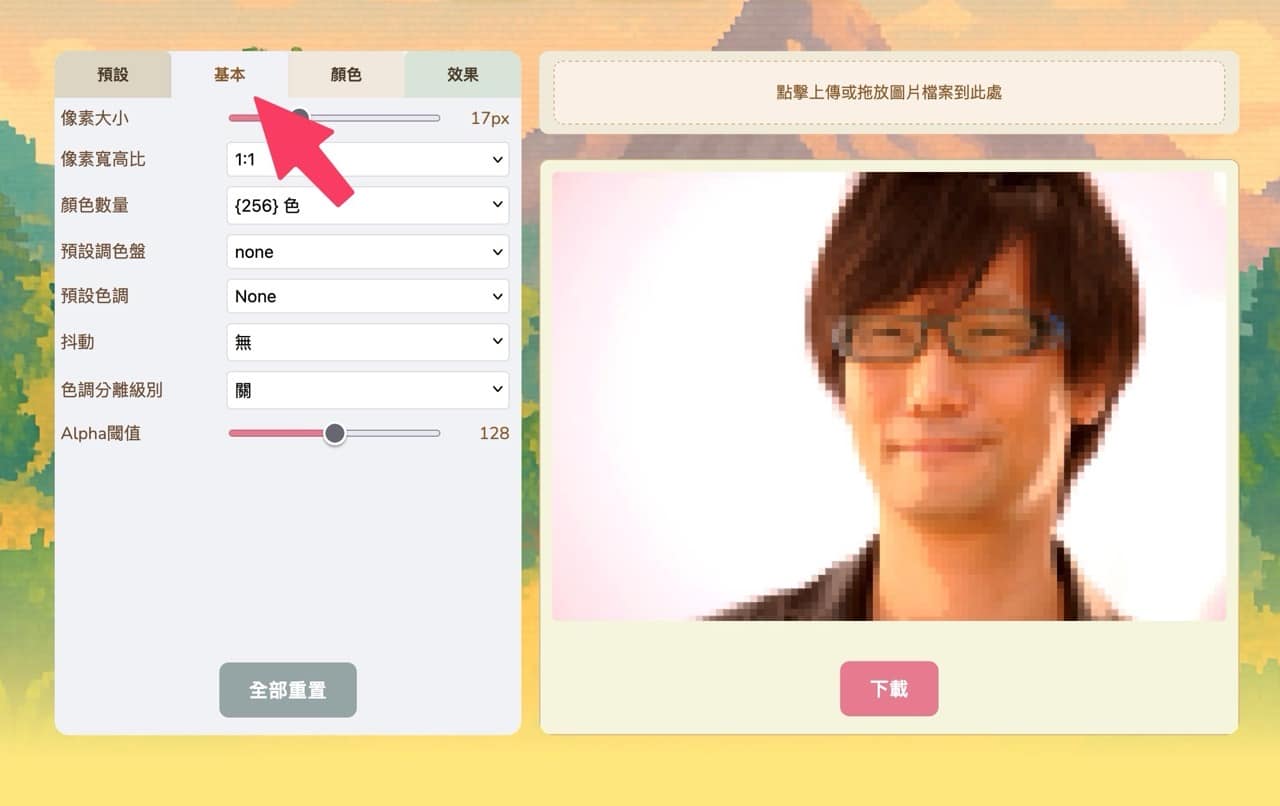 預設
基本
顏色
效果
像素大小
17px
像素寬高比
1:1
顏色數量
{256} 色
預設調色盤
none
預設色調
None
抖動
無
色調分離級別
關
Alpha閾值
128
全部重置
點擊上傳或拖放圖片檔案到此處
下載